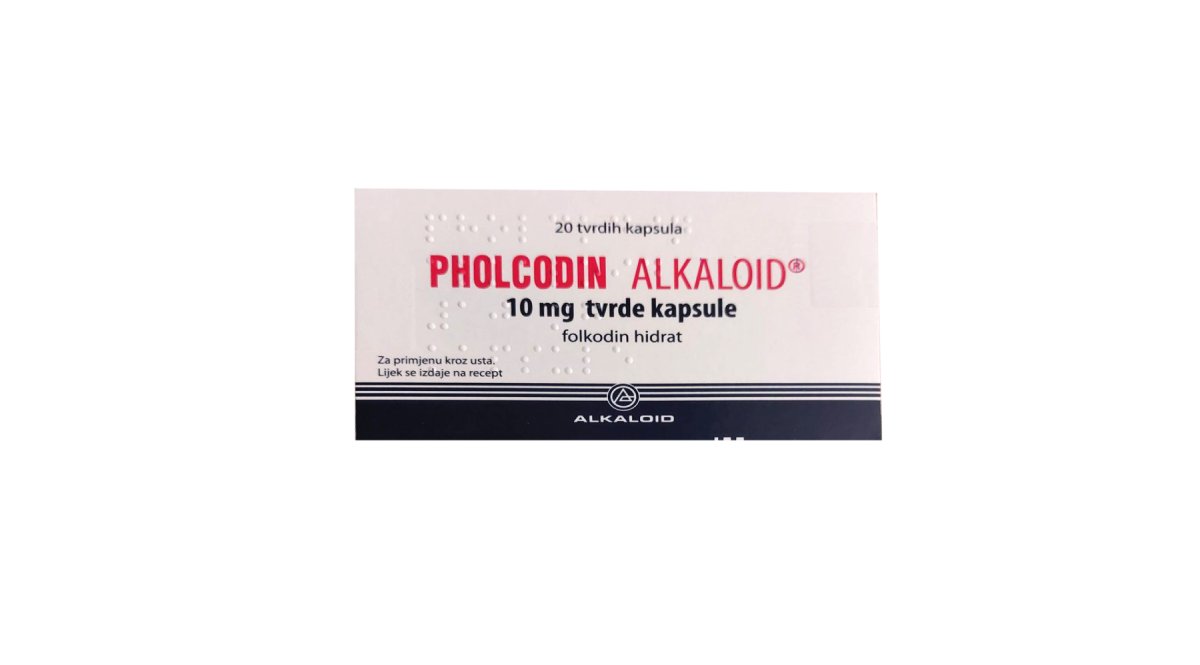 20 tvrdih kapsula
PHOLCODIN ALKALOID®
10 mg tvrde kapsule
folkodin hidrat
Za primjenu kroz usta.
Lijek se izdaje na recept
ALKALOID